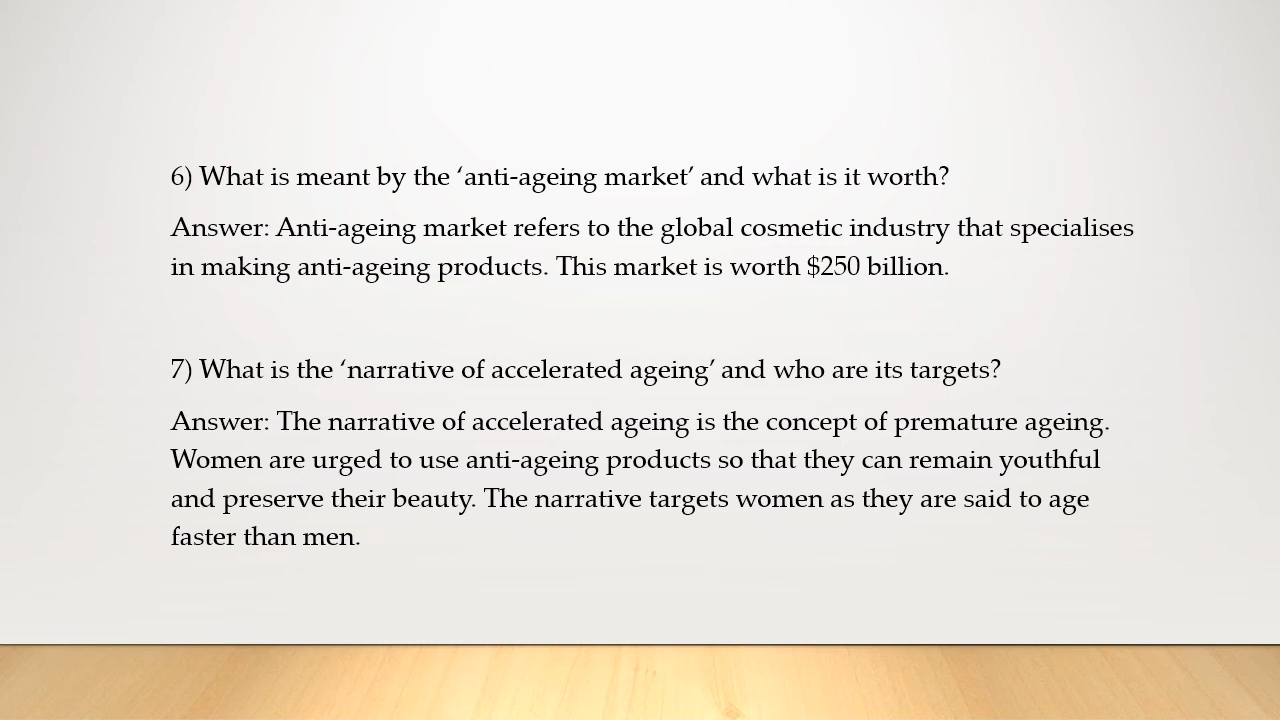 6) What is meant by the ‘anti-ageing market’ and what is it worth?
Answer: Anti-ageing market refers to the global cosmetic industry that specialises
in making anti-ageing products. This market is worth $250 billion.
7) What is the ‘narrative of accelerated ageing’ and who are its targets?
Answer: The narrative of accelerated ageing is the concept of premature ageing.
Women are urged to use anti-ageing products so that they can remain youthful
and preserve their beauty. The narrative targets women as they are said to age
faster than men.